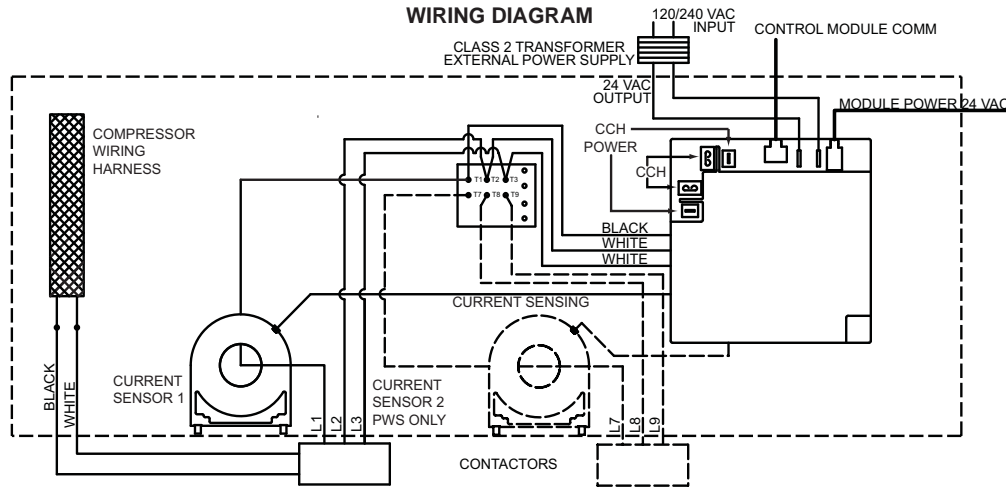 WIRING DIAGRAM
120/240 VAC
INPUT
CONTROL MODULE COMM
CLASS 2 TRANSFORMER
EXTERNAL POWER SUPPLY
24 VAC
OUTPUT
MODULE POWER 24 VAC
COMPRESSOR
WIRING
HARNESS
CCH
POWER
CCH
T1
T2
T3
T7
T8
T9
BLACK
WHITE
WHITE
CURRENT SENSING
CURRENT
SENSOR 1
CURRENT
SENSOR 2
PWS ONLY
BLACK
WHITE
L1
L2
L3
L7
L8
L9
CONTACTORS